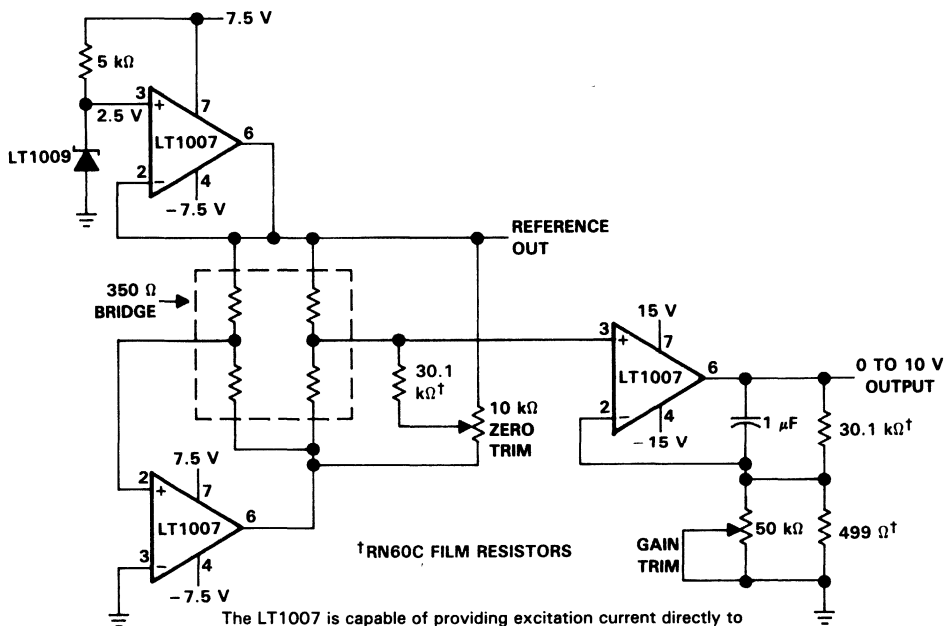 7.5 V
5 kΩ
3
+
7
2.5 V
LT1007
6
LT1009
2
−
4
−7.5 V
REFERENCE
OUT
350 Ω
BRIDGE
15 V
3
+
7
6
0 TO 10 V
OUTPUT
LT1007
30.1
kΩ†
2
−
4
−15 V
10 kΩ
ZERO
TRIM
1 μF
30.1 kΩ†
7.5 V
2
+
7
6
LT1007
3
−
4
−7.5 V
†RN60C FILM RESISTORS
GAIN
TRIM
50 kΩ
499 Ω†
The LT1007 is capable of providing excitation current directly to